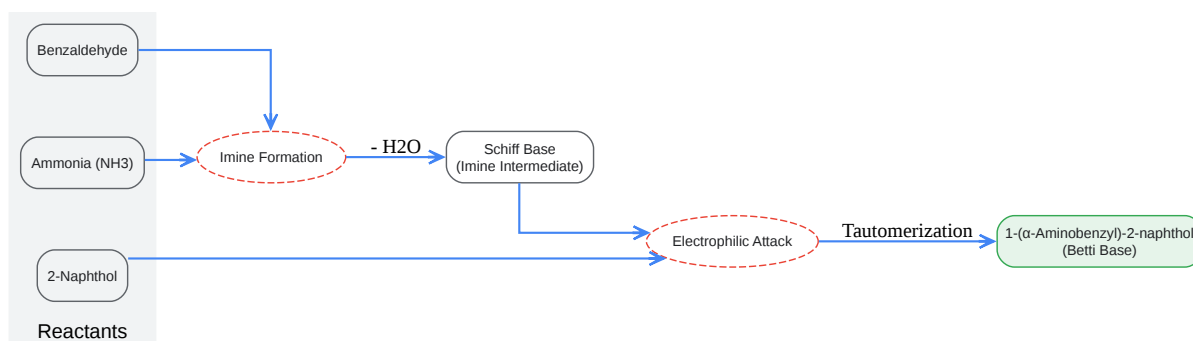 Benzaldehyde
Ammonia (NH3)
Imine Formation
- H2O
Schiff Base
(Imine Intermediate)
2-Naphthol
Electrophilic Attack
Tautomerization
1-(α-Aminobenzyl)-2-naphthol
(Betti Base)
Reactants